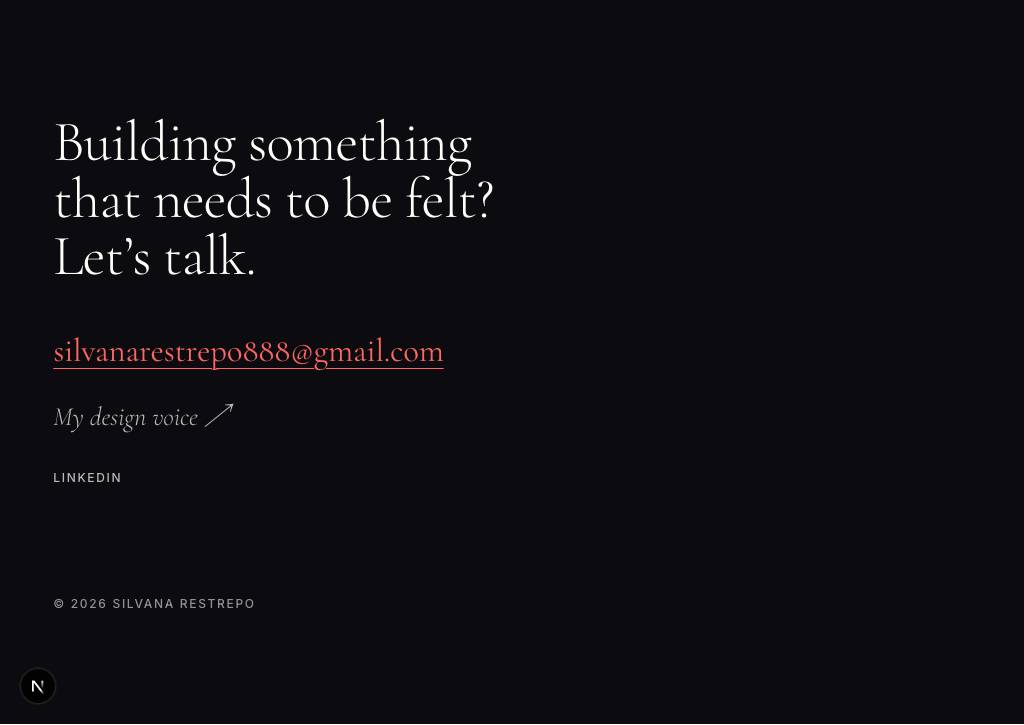 Building something
that needs to be felt?
Let’s talk.
silvanarestrepo888@gmail.com
My design voice ↗
LINKEDIN
© 2026 SILVANA RESTREPO
N